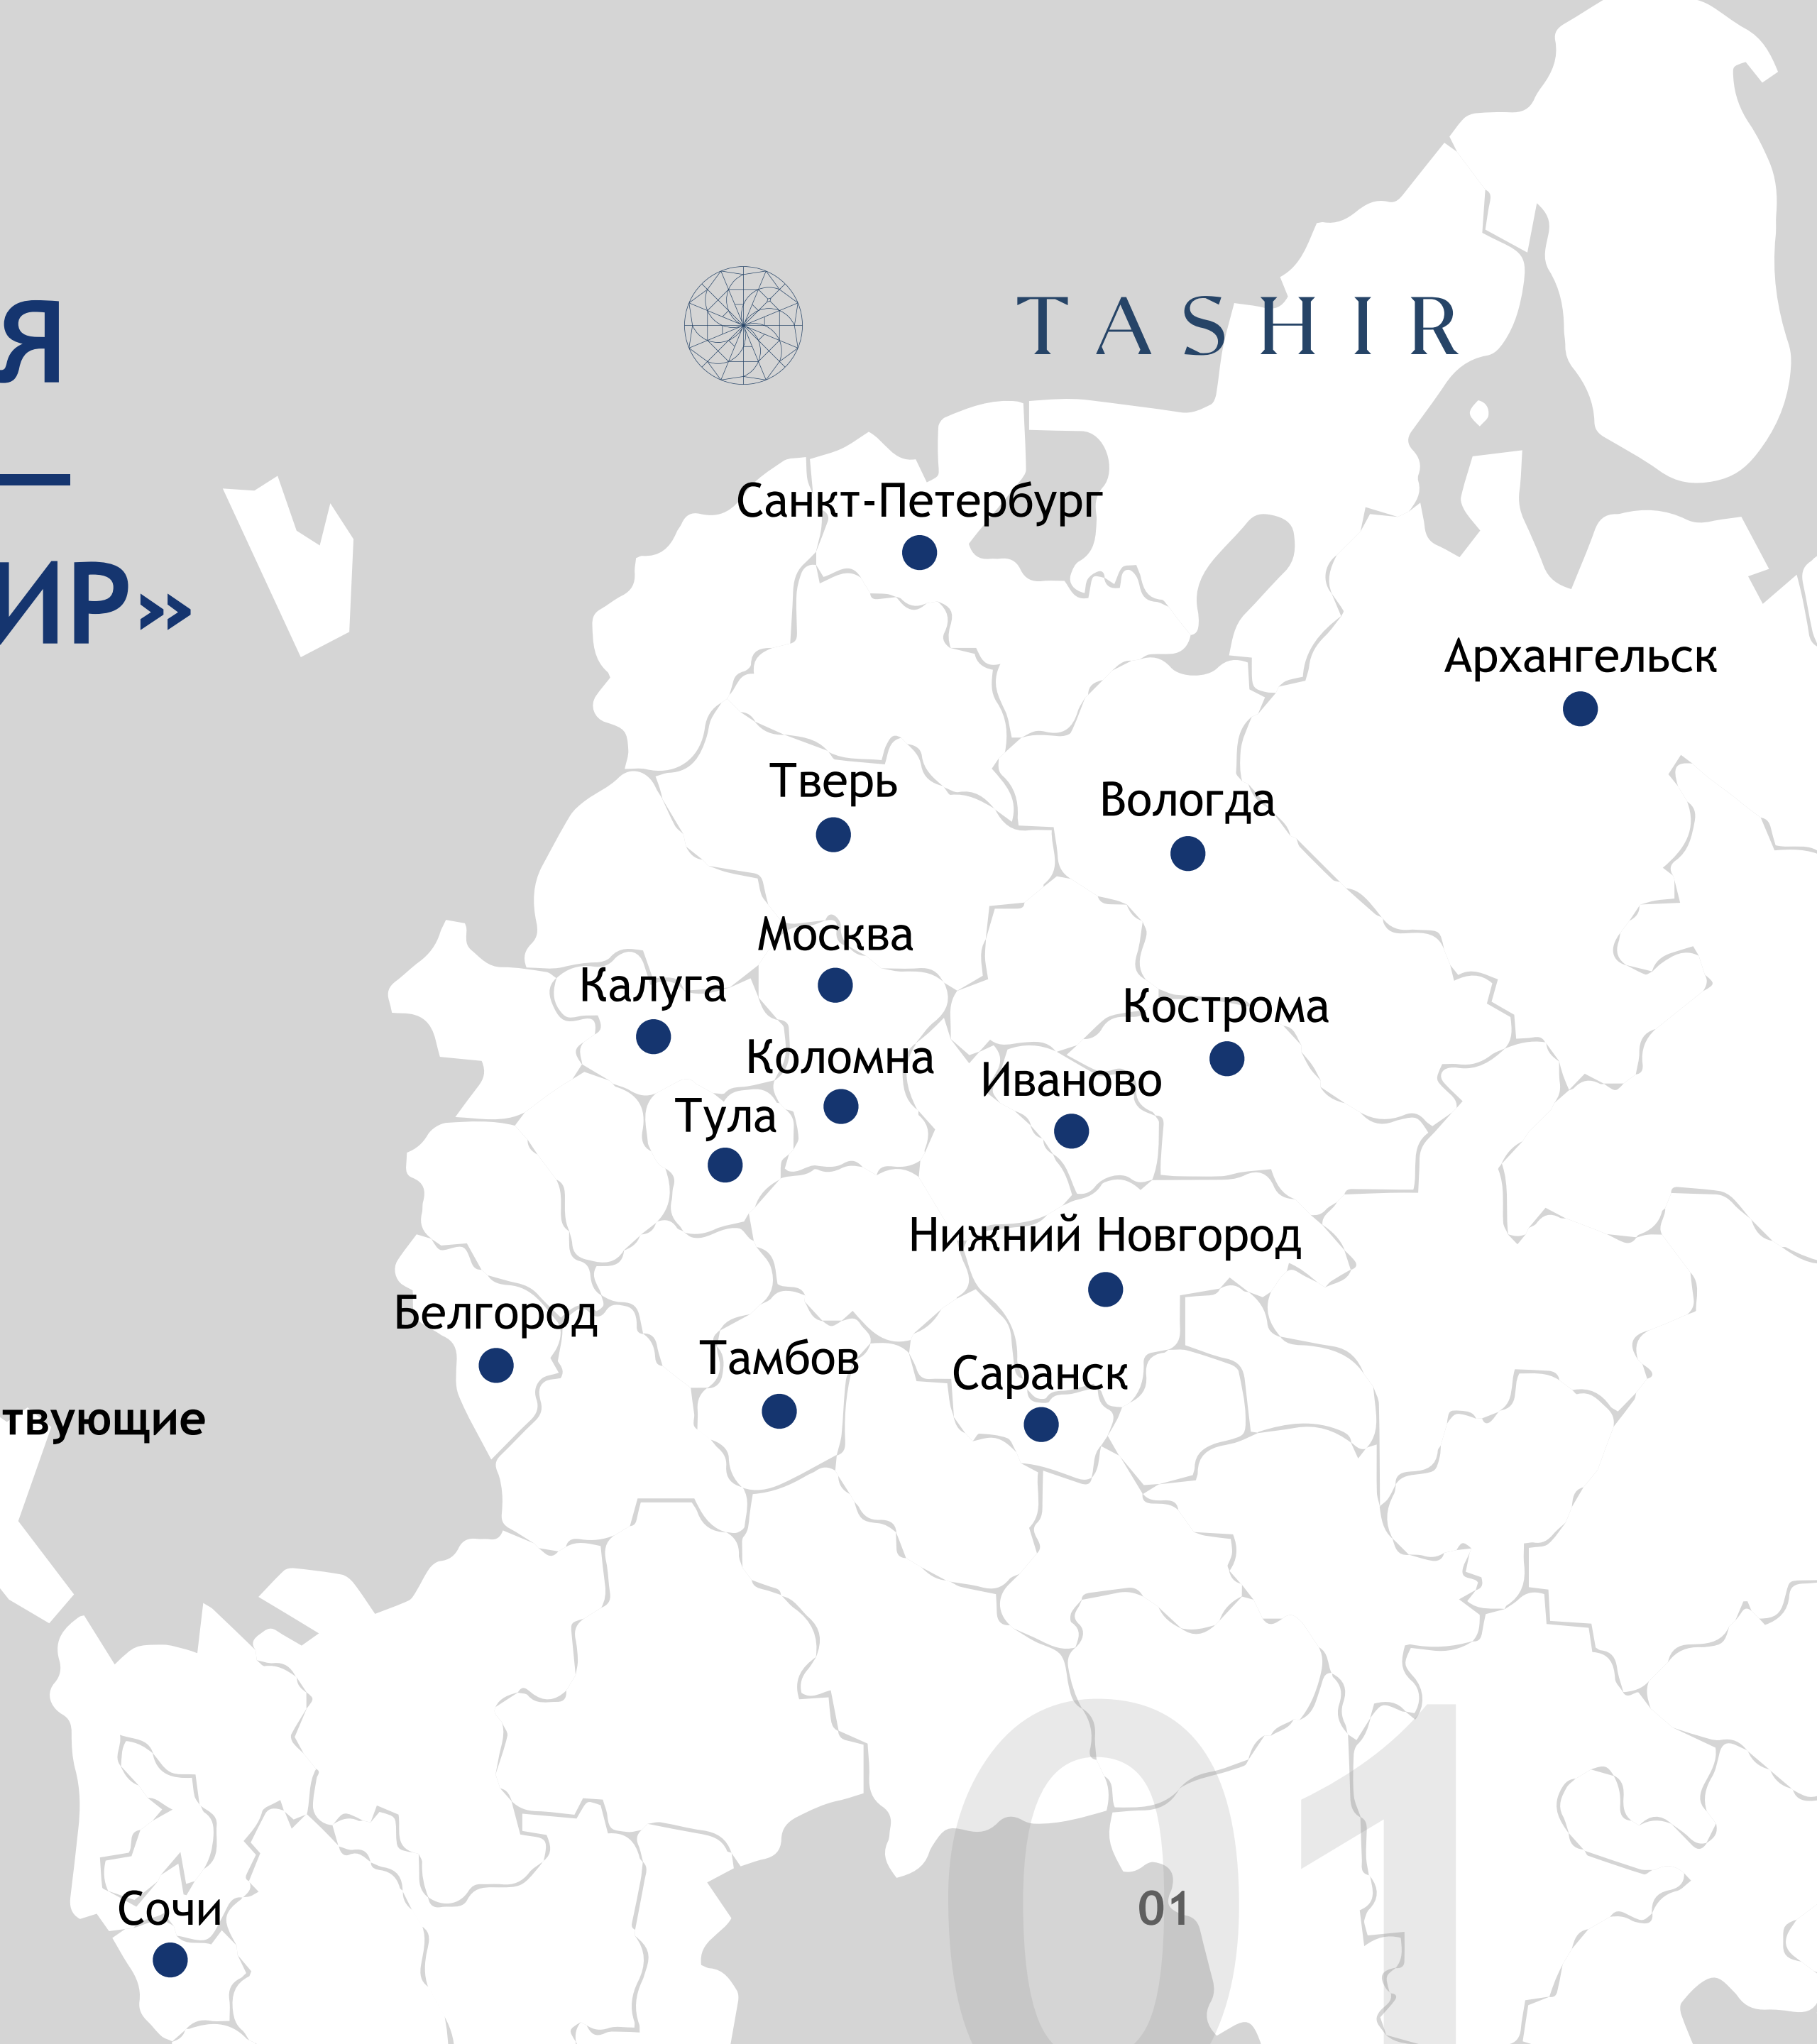 Я
TASHIR
ИР»
Санкт-Петербург
Архангельск
Тверь
Вологда
Москва
Калуга
Кострома
Коломна
Иваново
Тула
Нижний Новгород
Белгород
Тамбов
Саранск
твующие
01
Сочи
01